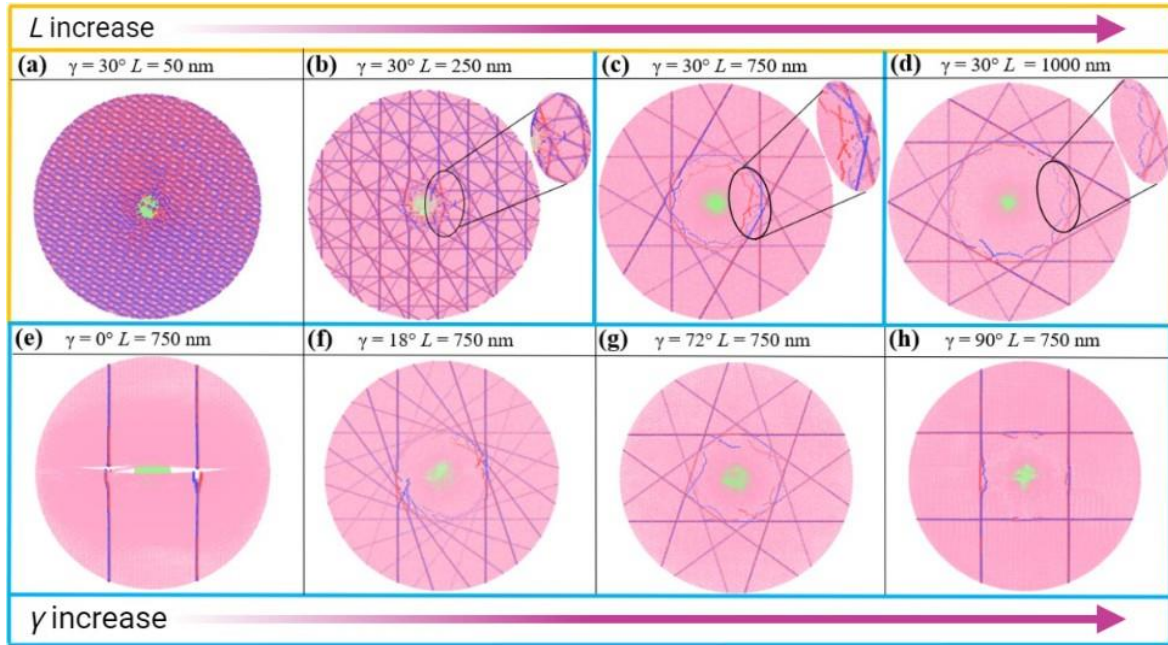 L increase
(a) γ = 30° L = 50 nm
(b) γ = 30° L = 250 nm
(c) γ = 30° L = 750 nm
(d) γ = 30° L = 1000 nm
(e) γ = 0° L = 750 nm
(f) γ = 18° L = 750 nm
(g) γ = 72° L = 750 nm
(h) γ = 90° L = 750 nm
γ increase